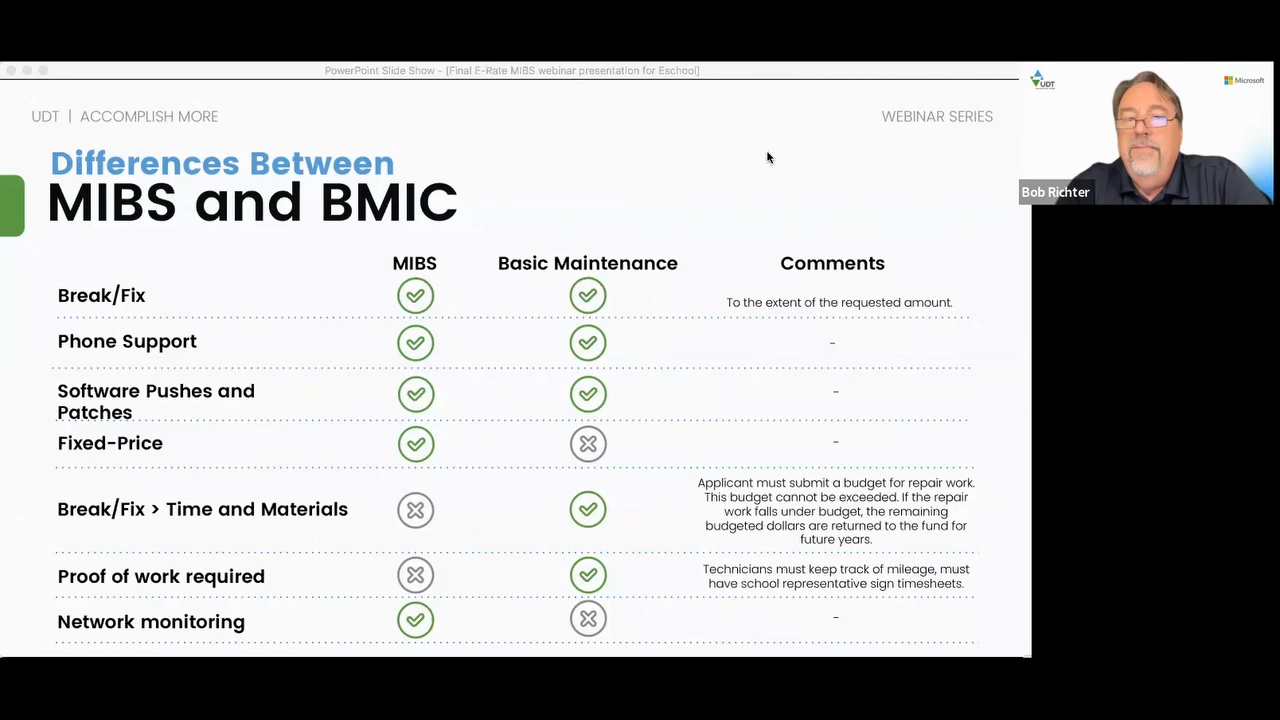 PowerPoint Slide Show - [Final E-Rate MIBS webinar presentation for Eschool]
UDT | ACCOMPLISH MORE
WEBINAR SERIES
UDT
Microsoft
Bob Richter
Differences Between
MIBS and BMIC
MIBS
Basic Maintenance
Comments
Break/Fix
To the extent of the requested amount.
Phone Support
-
Software Pushes and
Patches
-
Fixed-Price
-
Break/Fix > Time and Materials
Applicant must submit a budget for repair work.
This budget cannot be exceeded. If the repair
work falls under budget, the remaining
budgeted dollars are returned to the fund for
future years.
Proof of work required
Technicians must keep track of mileage, must
have school representative sign timesheets.
Network monitoring
-